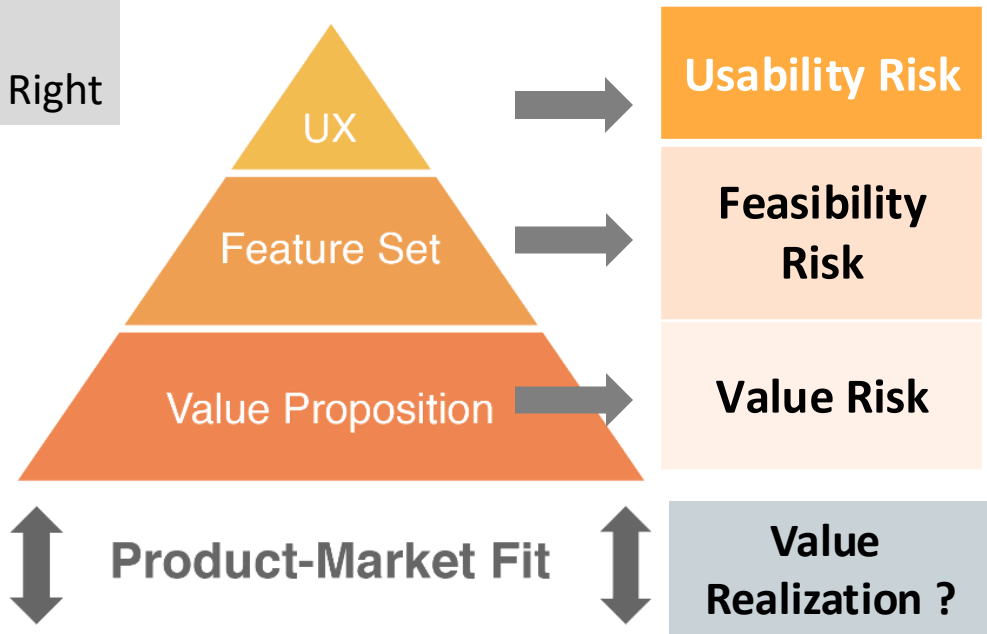 Right
UX
Usability Risk
Feature Set
Feasibility
Risk
Value Proposition
Value Risk
Product-Market Fit
Value
Realization ?